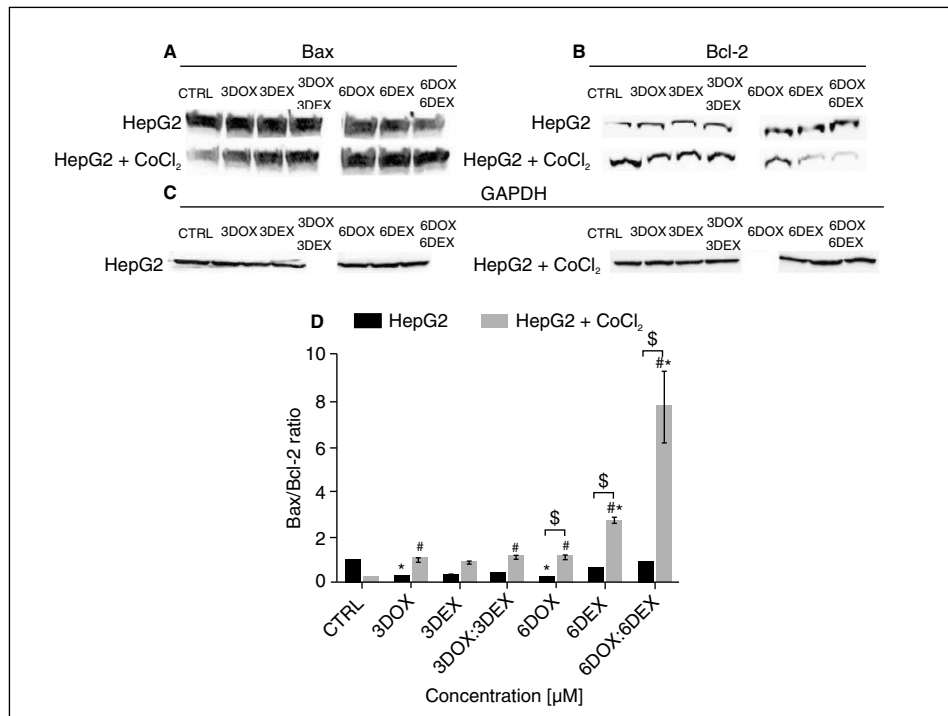 A Bax
CTRL 3DOX 3DEX 3DOX 3DEX 6DOX 6DEX 6DOX 6DEX
HepG2
HepG2 + CoCl₂
B Bcl-2
CTRL 3DOX 3DEX 3DOX 3DEX 6DOX 6DEX 6DOX 6DEX
HepG2
HepG2 + CoCl₂
C GAPDH
CTRL 3DOX 3DEX 3DOX 3DEX 6DOX 6DEX 6DOX 6DEX
HepG2
CTRL 3DOX 3DEX 3DOX 3DEX 6DOX 6DEX 6DOX 6DEX
HepG2 + CoCl₂
D HepG2 HepG2 + CoCl₂
Bax/Bcl-2 ratio
10
8
6
4
2
0
* # # $ * # $ #* $ #*
CTRL
3DOX
3DEX
3DOX:3DEX
6DOX
6DEX
6DOX:6DEX
Concentration [µM]